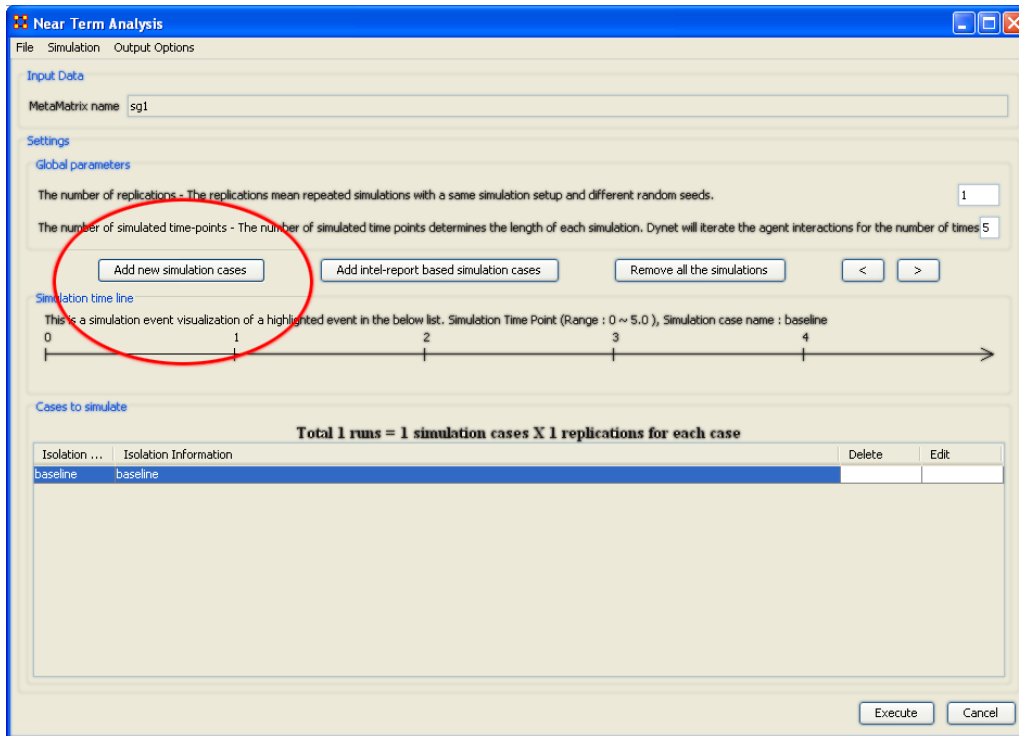 Near Term Analysis
File Simulation Output Options
Input Data
MetaMatrix name sg1
Settings
Global parameters
The number of replications - The replications mean repeated simulations with a same simulation setup and different random seeds. 1
The number of simulated time-points - The number of simulated time points determines the length of each simulation. Dynet will iterate the agent interactions for the number of times 5
Add new simulation cases Add intel-report based simulation cases Remove all the simulations < >
Simulation time line
This is a simulation event visualization of a highlighted event in the below list. Simulation Time Point (Range : 0 ~ 5.0 ), Simulation case name : baseline
0 1 2 3 4
Cases to simulate
Total 1 runs = 1 simulation cases X 1 replications for each case
Isolation ... Isolation Information Delete Edit
baseline baseline
Execute Cancel